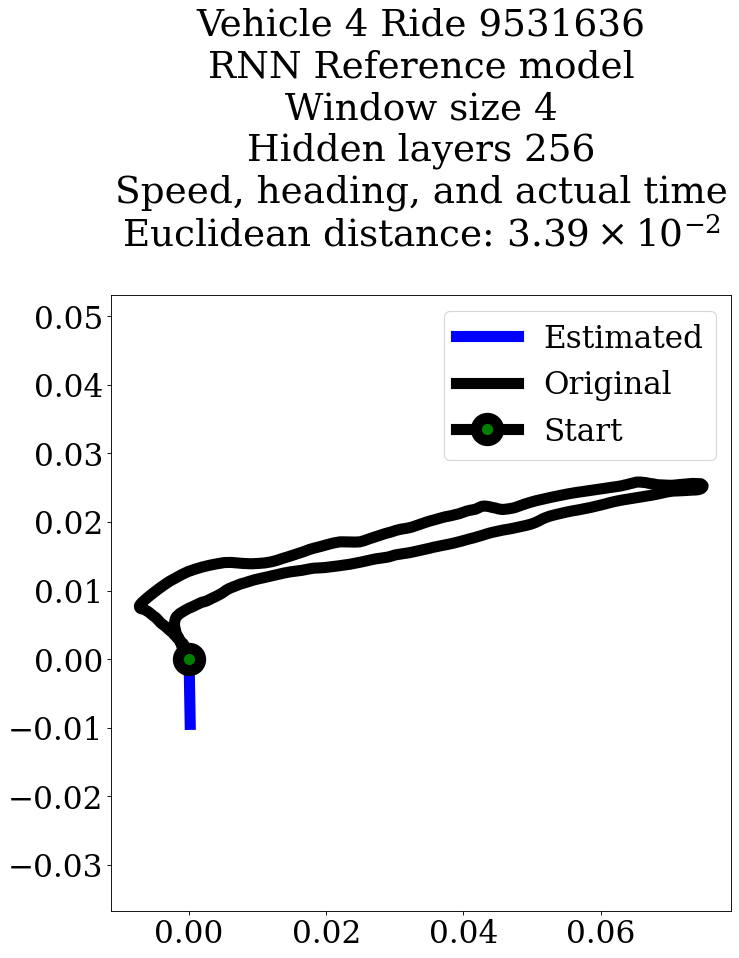 Vehicle 4 Ride 9531636
RNN Reference model
Window size 4
Hidden layers 256
Speed, heading, and actual time
Euclidean distance: 3.39 × 10⁻²
Estimated
Original
Start
0.05
0.04
0.03
0.02
0.01
0.00
−0.01
−0.02
−0.03
0.00 0.02 0.04 0.06